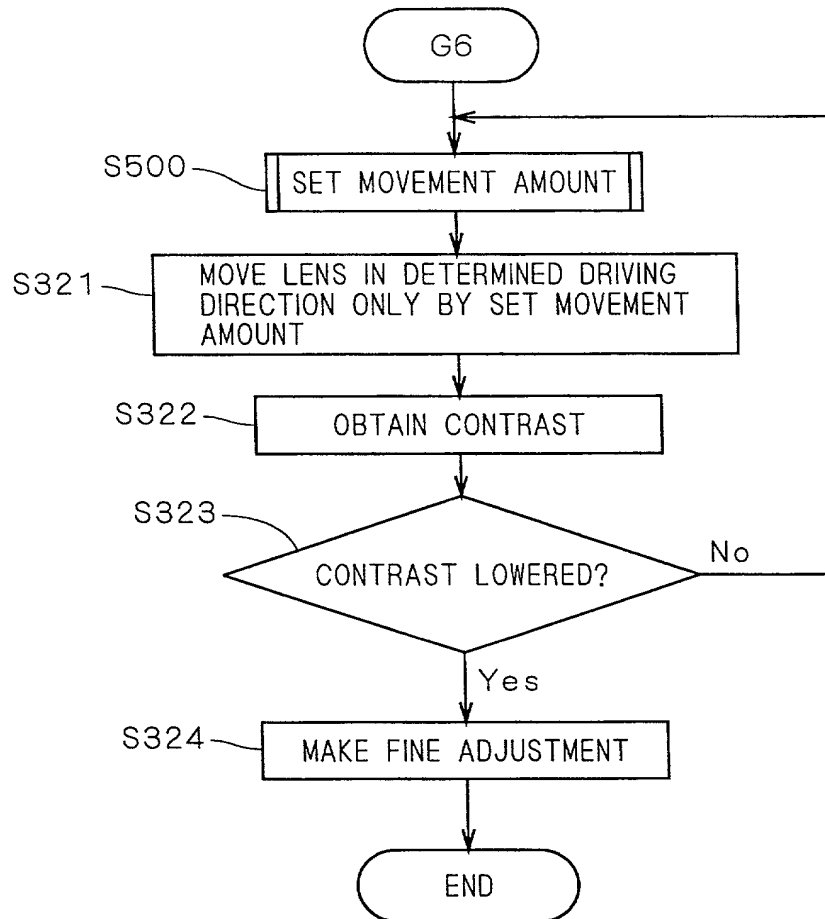 G6
S500
SET MOVEMENT AMOUNT
S321
MOVE LENS IN DETERMINED DRIVING
DIRECTION ONLY BY SET MOVEMENT
AMOUNT
S322
OBTAIN CONTRAST
S323
CONTRAST LOWERED?
No
Yes
S324
MAKE FINE ADJUSTMENT
END